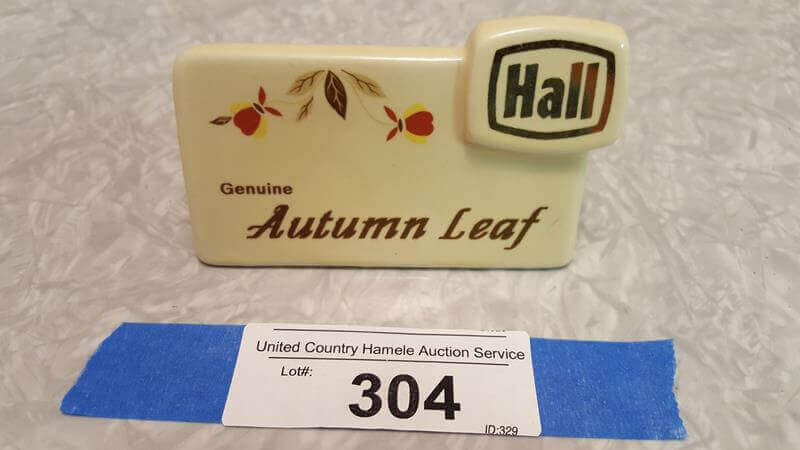 Hall
Genuine
Autumn Leaf
United Country Hamele Auction Service
Lot#:
304
ID:329